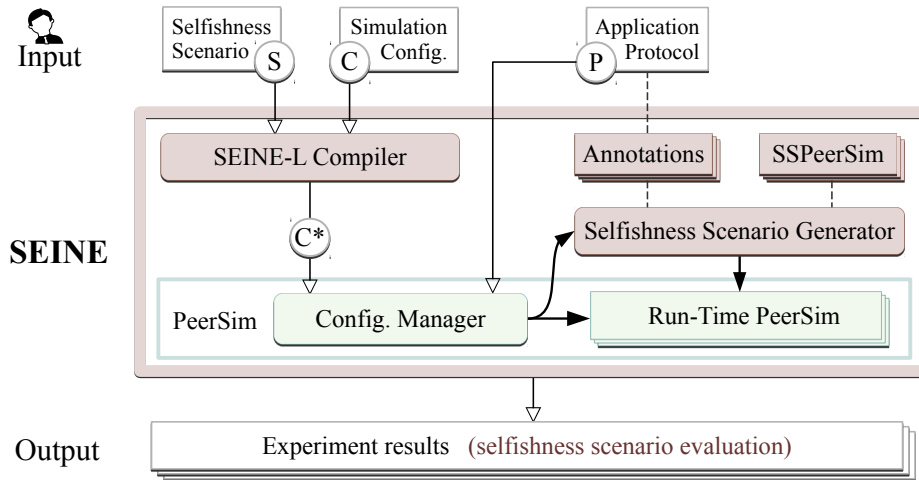 Selfishness
Scenario
S
Simulation
Config.
C
Application
Protocol
P
Input
SEINE-L Compiler
Annotations
SSPeerSim
C*
Selfishness Scenario Generator
SEINE
PeerSim
Config. Manager
Run-Time PeerSim
Output
Experiment results (selfishness scenario evaluation)